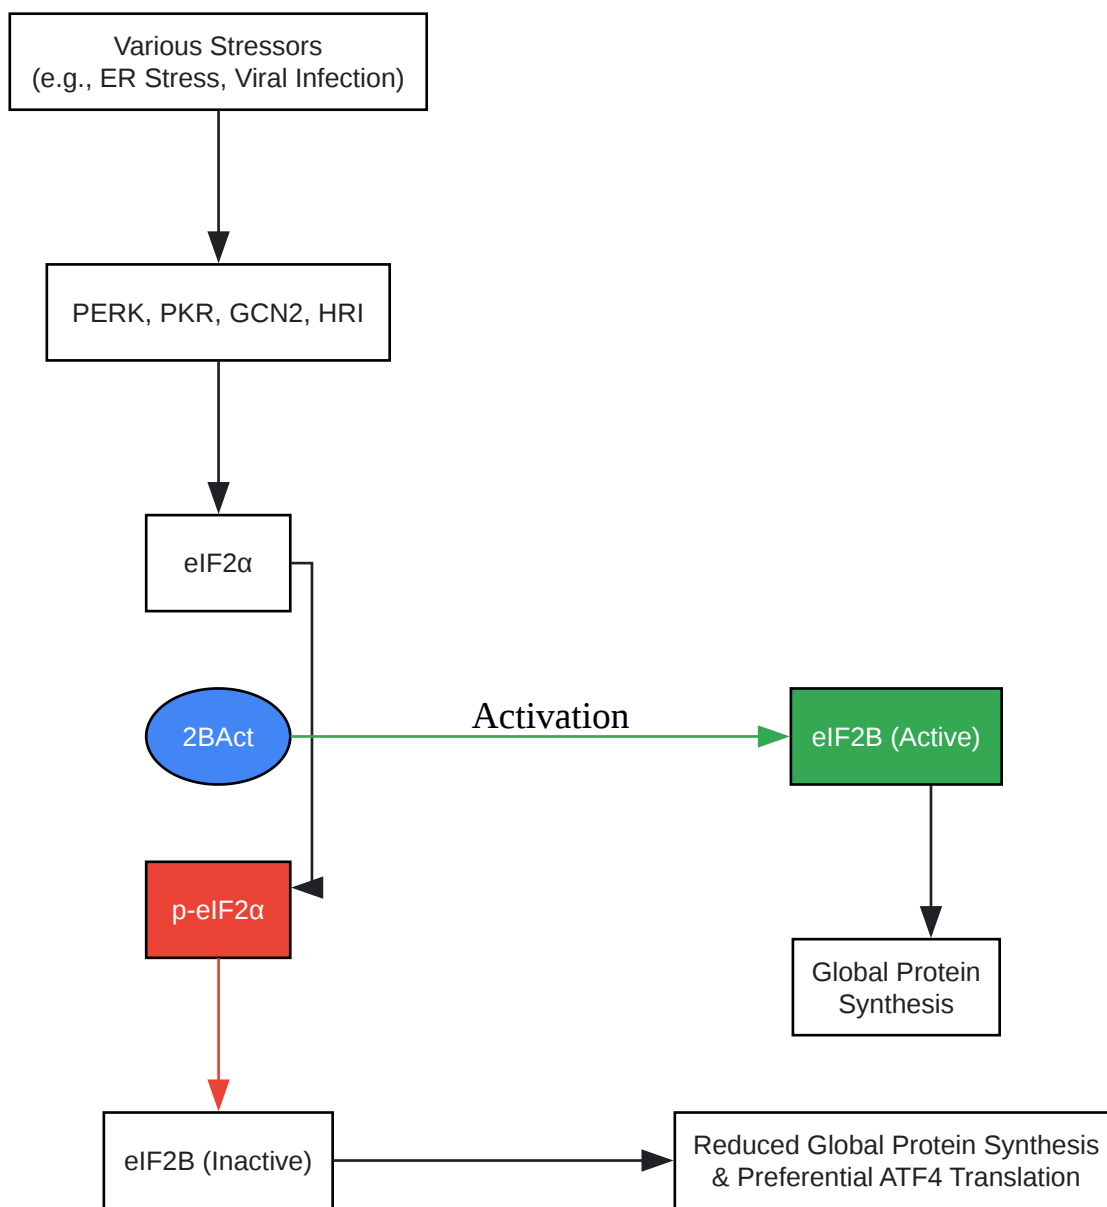 Various Stressors
(e.g., ER Stress, Viral Infection)
PERK, PKR, GCN2, HRI
eIF2α
2BAct
Activation
eIF2B (Active)
p-eIF2α
Global Protein
Synthesis
eIF2B (Inactive)
Reduced Global Protein Synthesis
& Preferential ATF4 Translation